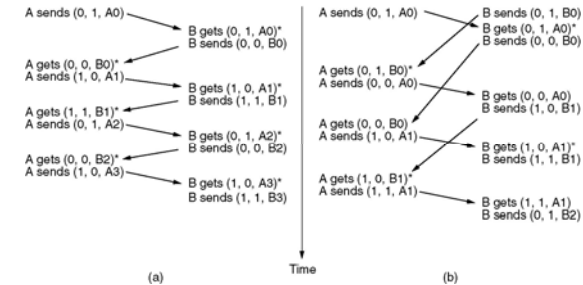 A sends (0, 1, A0)
B gets (0, 1, A0)*
B sends (0, 0, B0)
A gets (0, 0, B0)*
A sends (1, 0, A1)
B gets (1, 0, A1)*
B sends (1, 1, B1)
A gets (1, 1, B1)*
A sends (0, 1, A2)
B gets (0, 1, A2)*
B sends (0, 0, B2)
A gets (0, 0, B2)*
A sends (1, 0, A3)
B gets (1, 0, A3)*
B sends (1, 1, B3)
(a)
Time
A sends (0, 1, A0)
B sends (0, 1, B0)
B gets (0, 1, A0)*
B sends (0, 0, B0)
A gets (0, 1, B0)*
A sends (0, 0, A0)
B gets (0, 0, A0)
B sends (1, 0, B1)
A gets (0, 0, B0)
A sends (1, 0, A1)
B gets (1, 0, A1)*
B sends (1, 1, B1)
A gets (1, 0, B1)*
A sends (1, 1, A1)
B gets (1, 1, A1)
B sends (0, 1, B2)
(b)